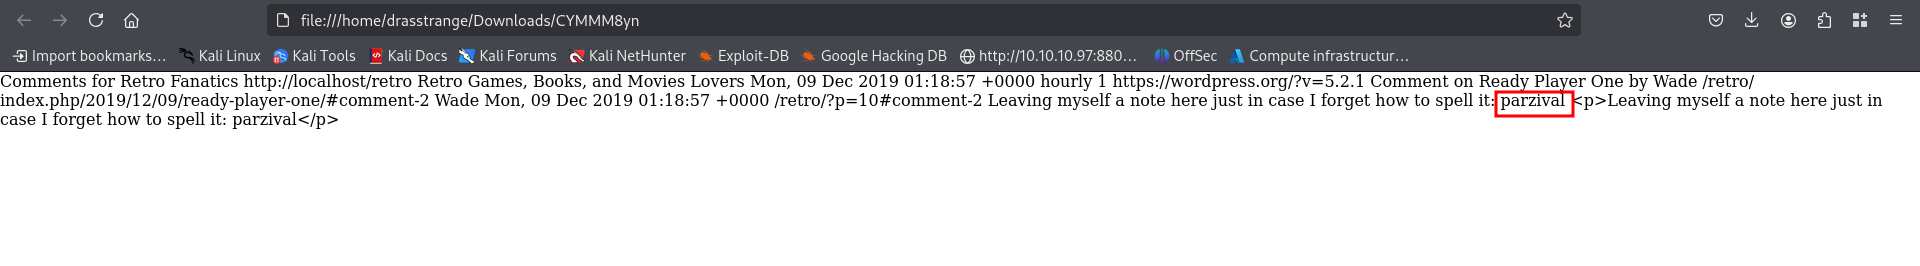 file:///home/drasstrange/Downloads/CYMMM8yn
Import bookmarks… Kali Linux Kali Tools Kali Docs Kali Forums Kali NetHunter Exploit-DB Google Hacking DB http://10.10.10.97:880… OffSec Compute infrastructur…
Comments for Retro Fanatics http://localhost/retro Retro Games, Books, and Movies Lovers Mon, 09 Dec 2019 01:18:57 +0000 hourly 1 https://wordpress.org/?v=5.2.1 Comment on Ready Player One by Wade /retro/
index.php/2019/12/09/ready-player-one/#comment-2 Wade Mon, 09 Dec 2019 01:18:57 +0000 /retro/?p=10#comment-2 Leaving myself a note here just in case I forget how to spell it: parzival <p>Leaving myself a note here just in
case I forget how to spell it: parzival</p>